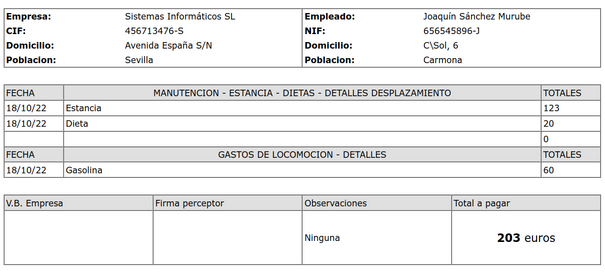 Empresa: Sistemas Informáticos SL Empleado: Joaquín Sánchez Murube
CIF: 456713476-S NIF: 656545896-J
Domicilio: Avenida España S/N Domicilio: C\Sol, 6
Poblacion: Sevilla Poblacion: Carmona
FECHA MANUTENCION - ESTANCIA - DIETAS - DETALLES DESPLAZAMIENTO TOTALES
18/10/22 Estancia 123
18/10/22 Dieta 20
0
FECHA GASTOS DE LOCOMOCION - DETALLES TOTALES
18/10/22 Gasolina 60
V.B. Empresa Firma perceptor Observaciones Total a pagar
Ninguna 203 euros